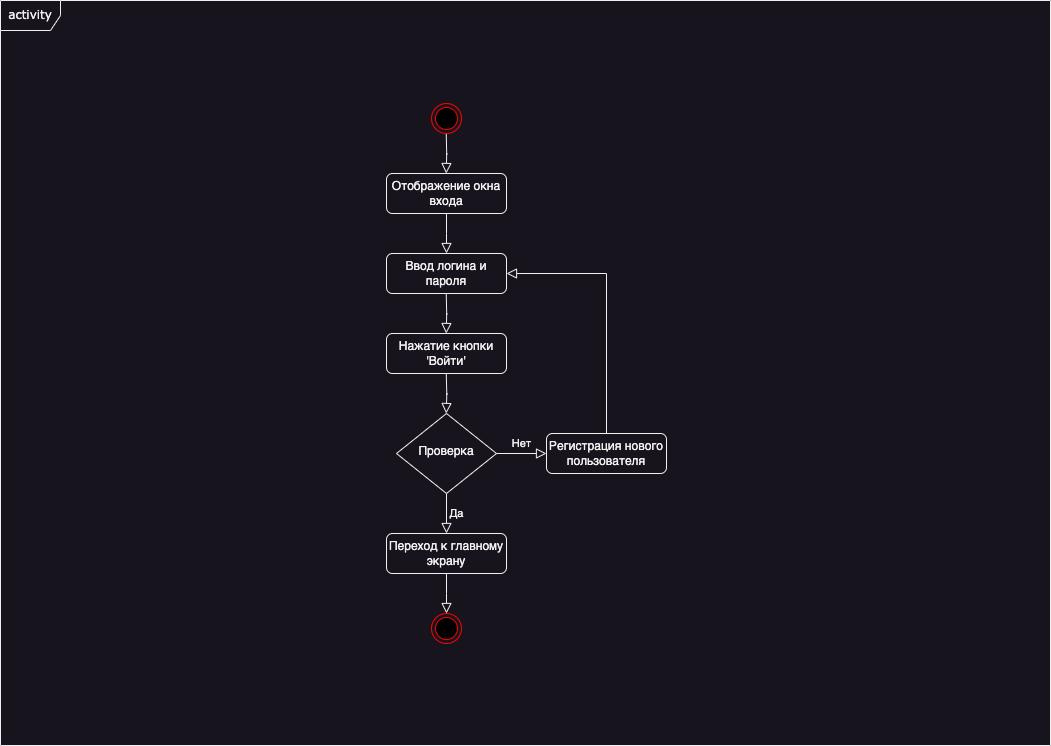 activity
Отображение окна
входа
Ввод логина и
пароля
Нажатие кнопки
'Войти'
Проверка
Нет
Регистрация нового
пользователя
Да
Переход к главному
экрану